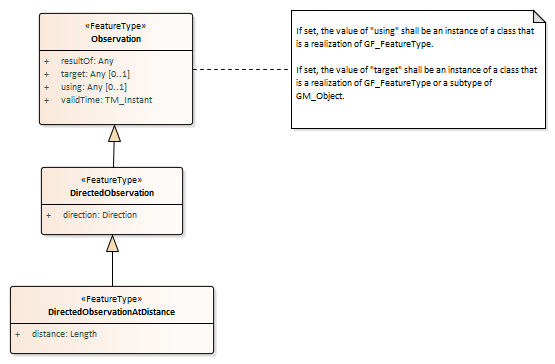 «FeatureType»
Observation
+ resultOf: Any
+ target: Any [0..1]
+ using: Any [0..1]
+ validTime: TM_Instant
If set, the value of "using" shall be an instance of a class that
is a realization of GF_FeatureType.
If set, the value of "target" shall be an instance of a class that
is a realization of GF_FeatureType or a subtype of
GM_Object.
«FeatureType»
DirectedObservation
+ direction: Direction
«FeatureType»
DirectedObservationAtDistance
+ distance: Length